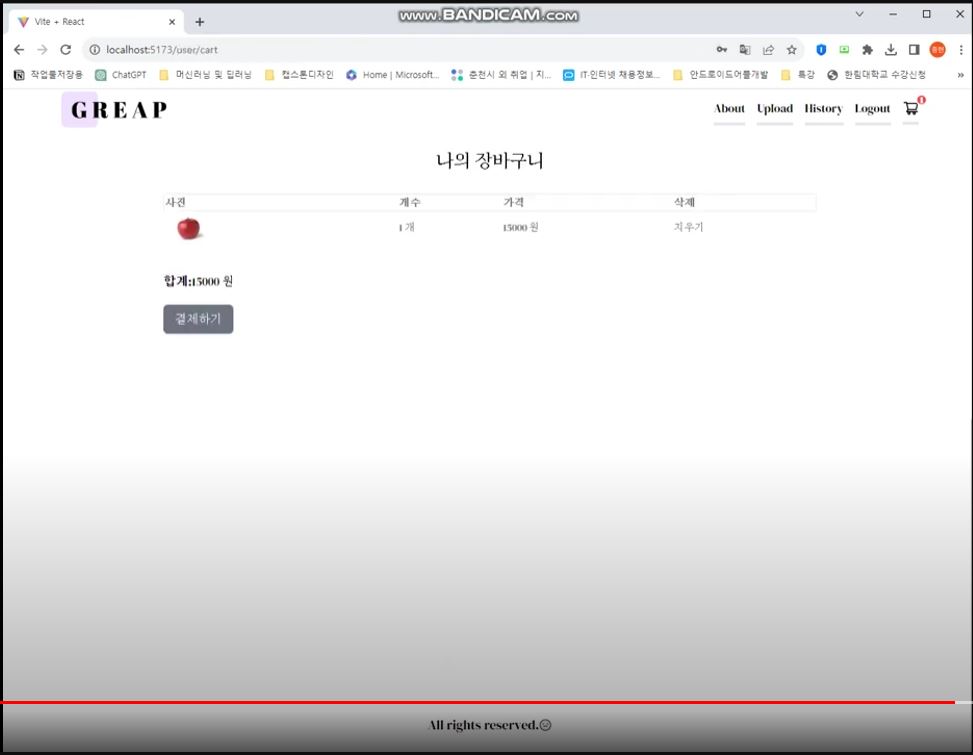 www.BANDICAM.com
Vite + React
localhost:5173/user/cart
작업물저장용 ChatGPT 머신러닝 및 딥러닝 캡스톤디자인 Home | Microsoft... 춘천시 외 취업 | 지... IT·인터넷 채용정보... 안드로이드어플개발 특강 한림대학교 수강신청 »
GREAP
About Upload History Logout
나의 장바구니
사진 개수 가격 삭제
1 개 15000 원 지우기
합계:15000 원
결제하기
All rights reserved.